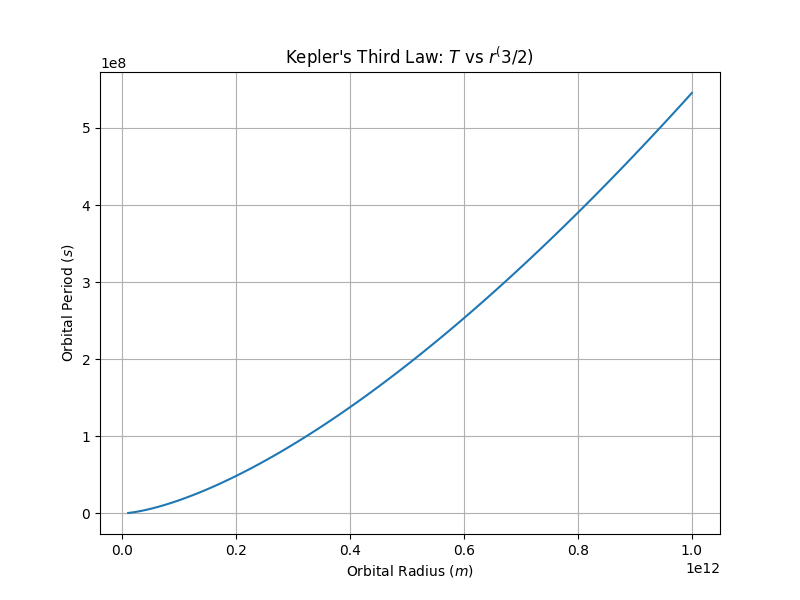 Kepler's Third Law: T vs r⁽3/2)
1e8
5
4
3
2
1
0
Orbital Period (s)
0.0 0.2 0.4 0.6 0.8 1.0
1e12
Orbital Radius (m)